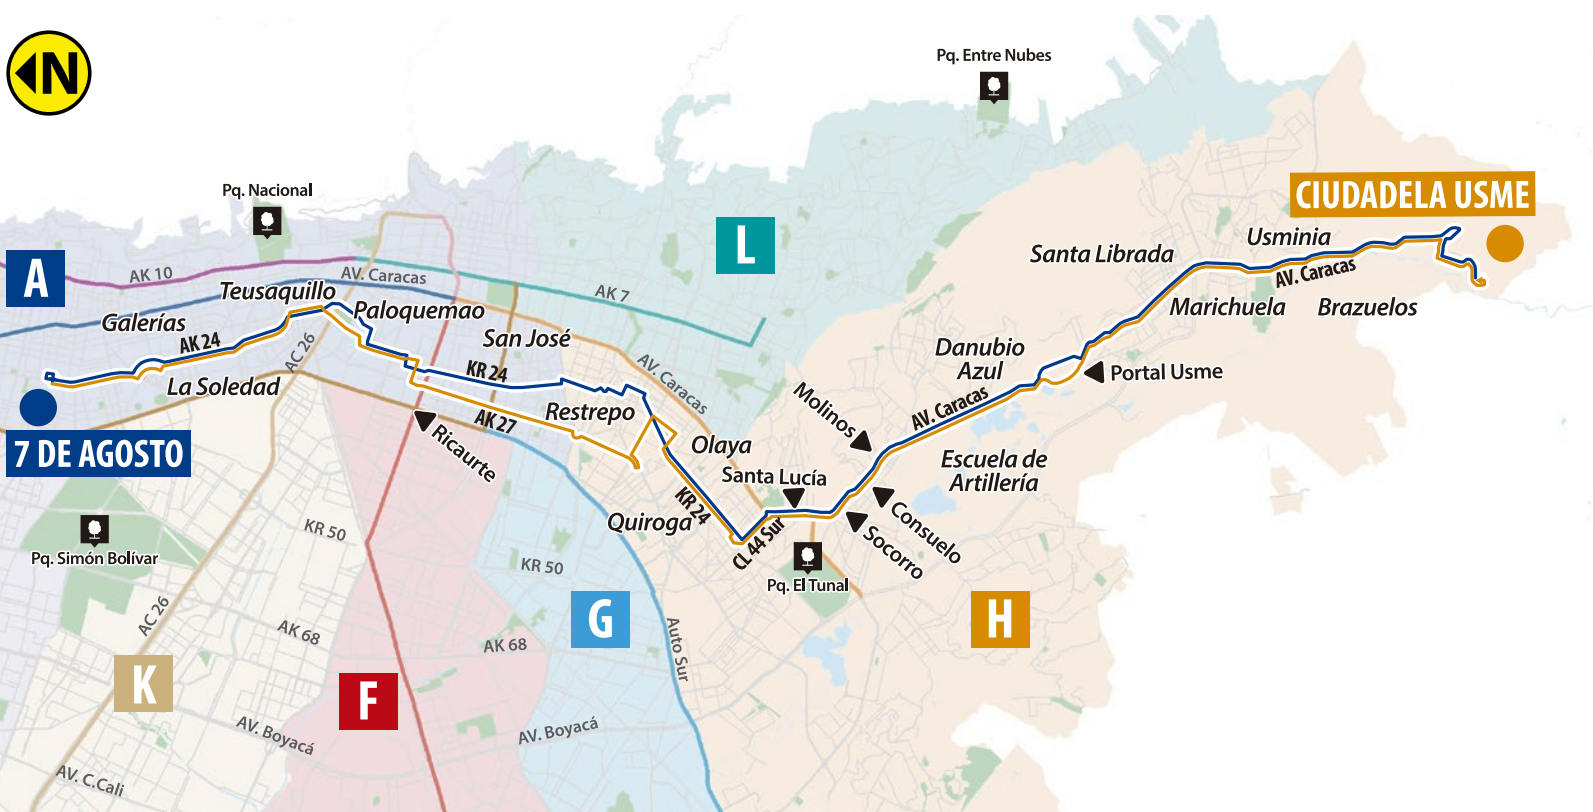 N
Pq. Entre Nubes
Pq. Nacional
CIUDADELA USME
L
A
AK 10
AV. Caracas
AK 7
Santa Librada
Usminia
AV. Caracas
Teusaquillo
Paloquemao
Galerías
AK 24
AC 26
San José
Marichuela
Brazuelos
La Soledad
KR 24
AV. Caracas
Danubio
Azul
Portal Usme
Molinos
AV. Caracas
Restrepo
AK 27
7 DE AGOSTO
Ricaurte
Olaya
Santa Lucía
Escuela de
Artillería
KR 24
Quiroga
CL 44 Sur
Consuelo
Socorro
KR 50
Pq. Simón Bolívar
KR 50
Pq. El Tunal
G
H
AC 26
AK 68
AK 68
Auto Sur
K
F
AV. Boyacá
AV. Boyacá
AV. C.Cali